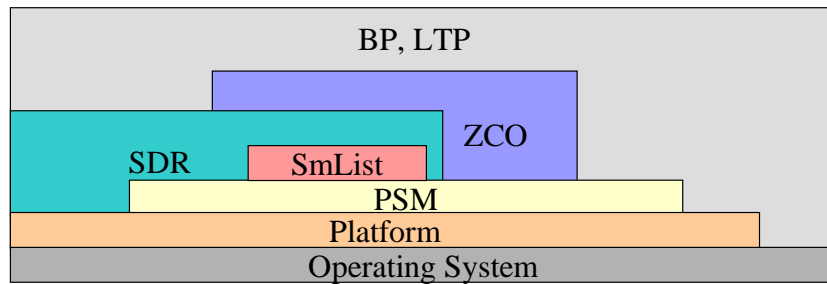 BP, LTP
ZCO
SDR
SmList
PSM
Platform
Operating System